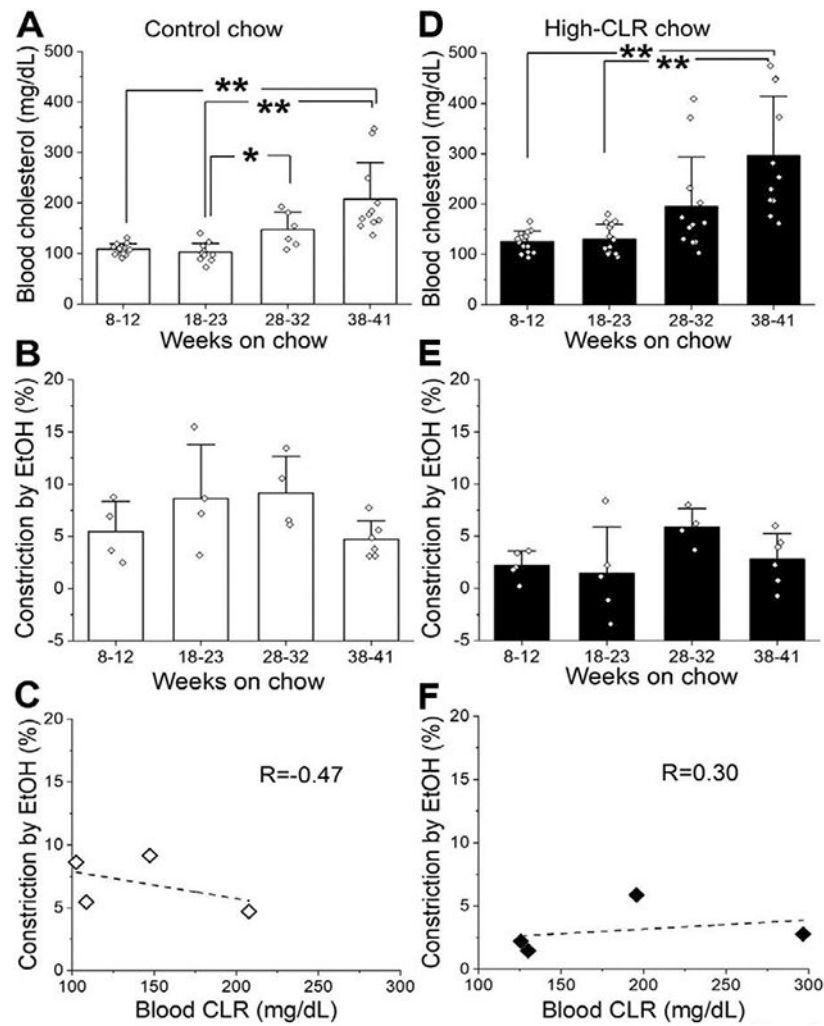 A
Control chow
Blood cholesterol (mg/dL)
500
400
300
200
100
0
**
**
*
8-12
18-23
28-32
38-41
Weeks on chow
D
High-CLR chow
Blood cholesterol (mg/dL)
500
400
300
200
100
0
**
**
8-12
18-23
28-32
38-41
Weeks on chow
B
Constriction by EtOH (%)
20
15
10
5
0
-5
8-12
18-23
28-32
38-41
Weeks on chow
E
Constriction by EtOH (%)
20
15
10
5
0
-5
8-12
18-23
28-32
38-41
Weeks on chow
C
Constriction by EtOH (%)
20
15
10
5
0
R=-0.47
100
150
200
250
300
Blood CLR (mg/dL)
F
Constriction by EtOH (%)
20
15
10
5
0
R=0.30
100
150
200
250
300
Blood CLR (mg/dL)